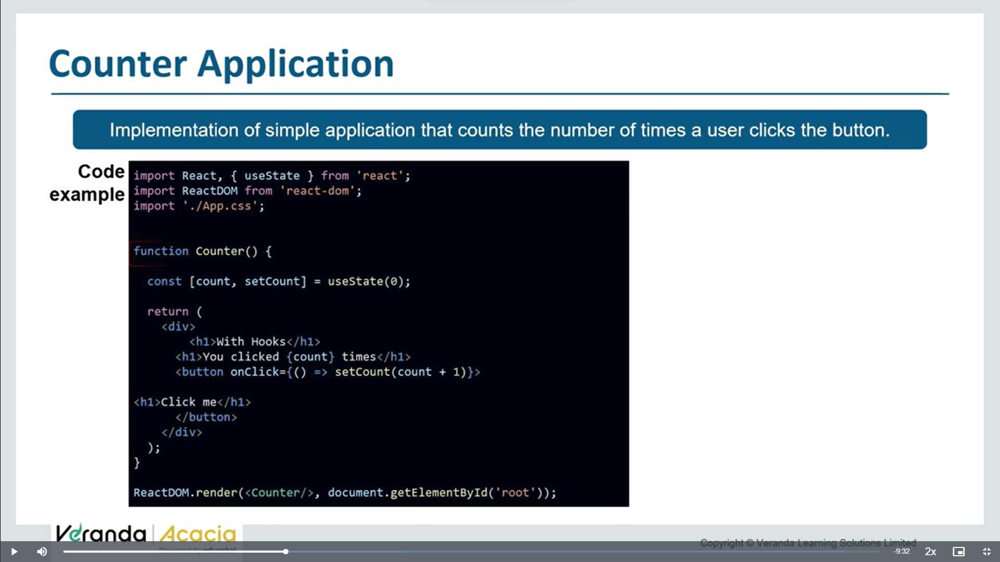 Counter Application
Implementation of simple application that counts the number of times a user clicks the button.
Code
example
import React, { useState } from 'react';
import ReactDOM from 'react-dom';
import './App.css';
function Counter() {
const [count, setCount] = useState(0);
return (
<div>
<h1>With Hooks</h1>
<h1>You clicked {count} times</h1>
<button onClick={() => setCount(count + 1)}>
<h1>Click me</h1>
</button>
</div>
);
}
ReactDOM.render(<Counter/>, document.getElementById('root'));
Veranda | Acacia
Powered by edureka!
Copyright © Veranda Learning Solutions Limited
-9:32
2x